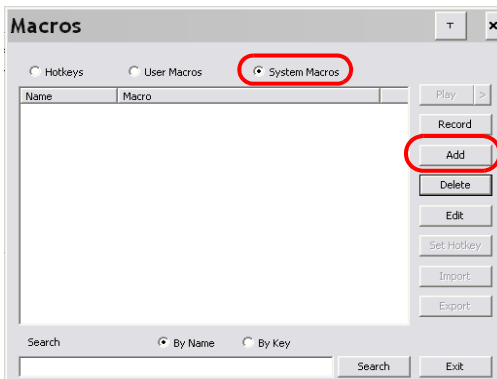 Macros
T
x
Hotkeys
User Macros
System Macros
Name
Macro
Play
>
Record
Add
Delete
Edit
Set Hotkey
Import
Export
Search
By Name
By Key
Search
Exit